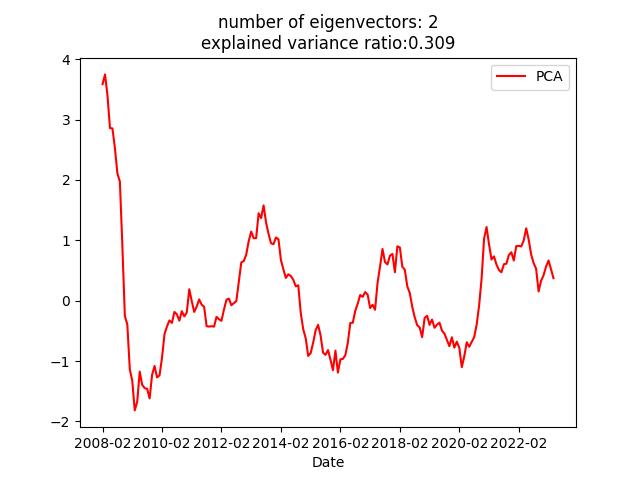 number of eigenvectors: 2
explained variance ratio:0.309
PCA
4
3
2
1
0
−1
−2
2008-02 2010-02 2012-02 2014-02 2016-02 2018-02 2020-02 2022-02
Date